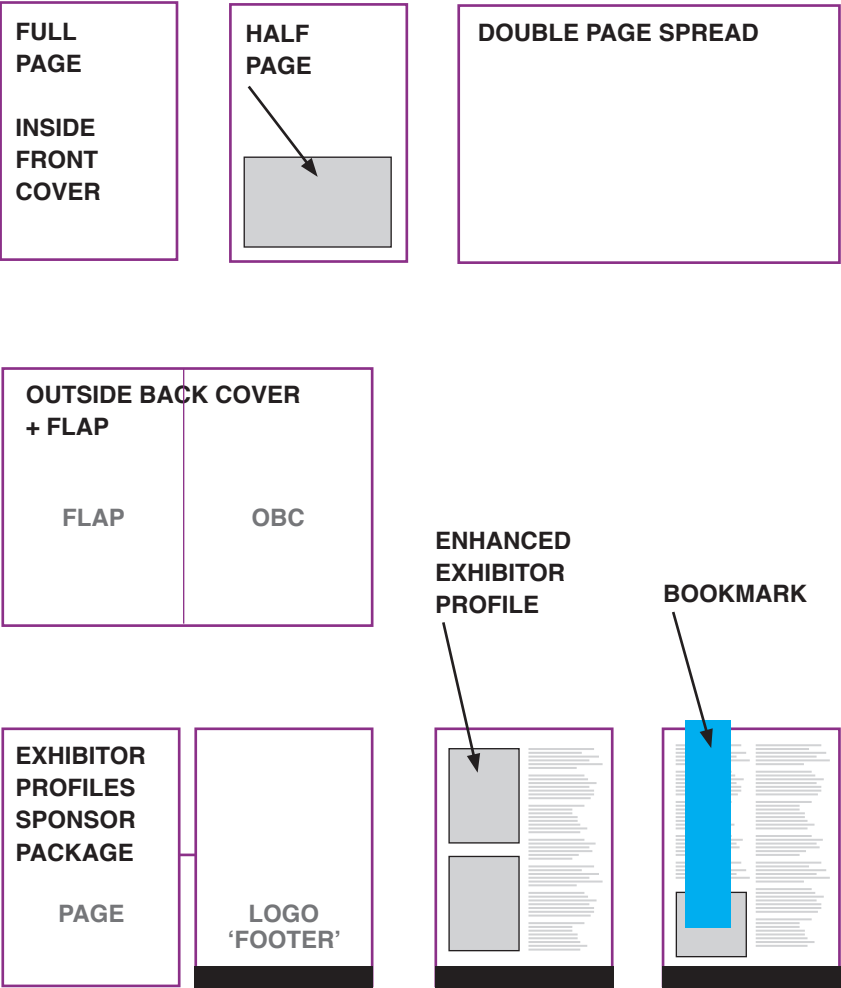 FULL
PAGE
INSIDE
FRONT
COVER
HALF
PAGE
DOUBLE PAGE SPREAD
OUTSIDE BACK COVER
+ FLAP
FLAP
OBC
ENHANCED
EXHIBITOR
PROFILE
BOOKMARK
EXHIBITOR
PROFILES
SPONSOR
PACKAGE
PAGE
LOGO
‘FOOTER’